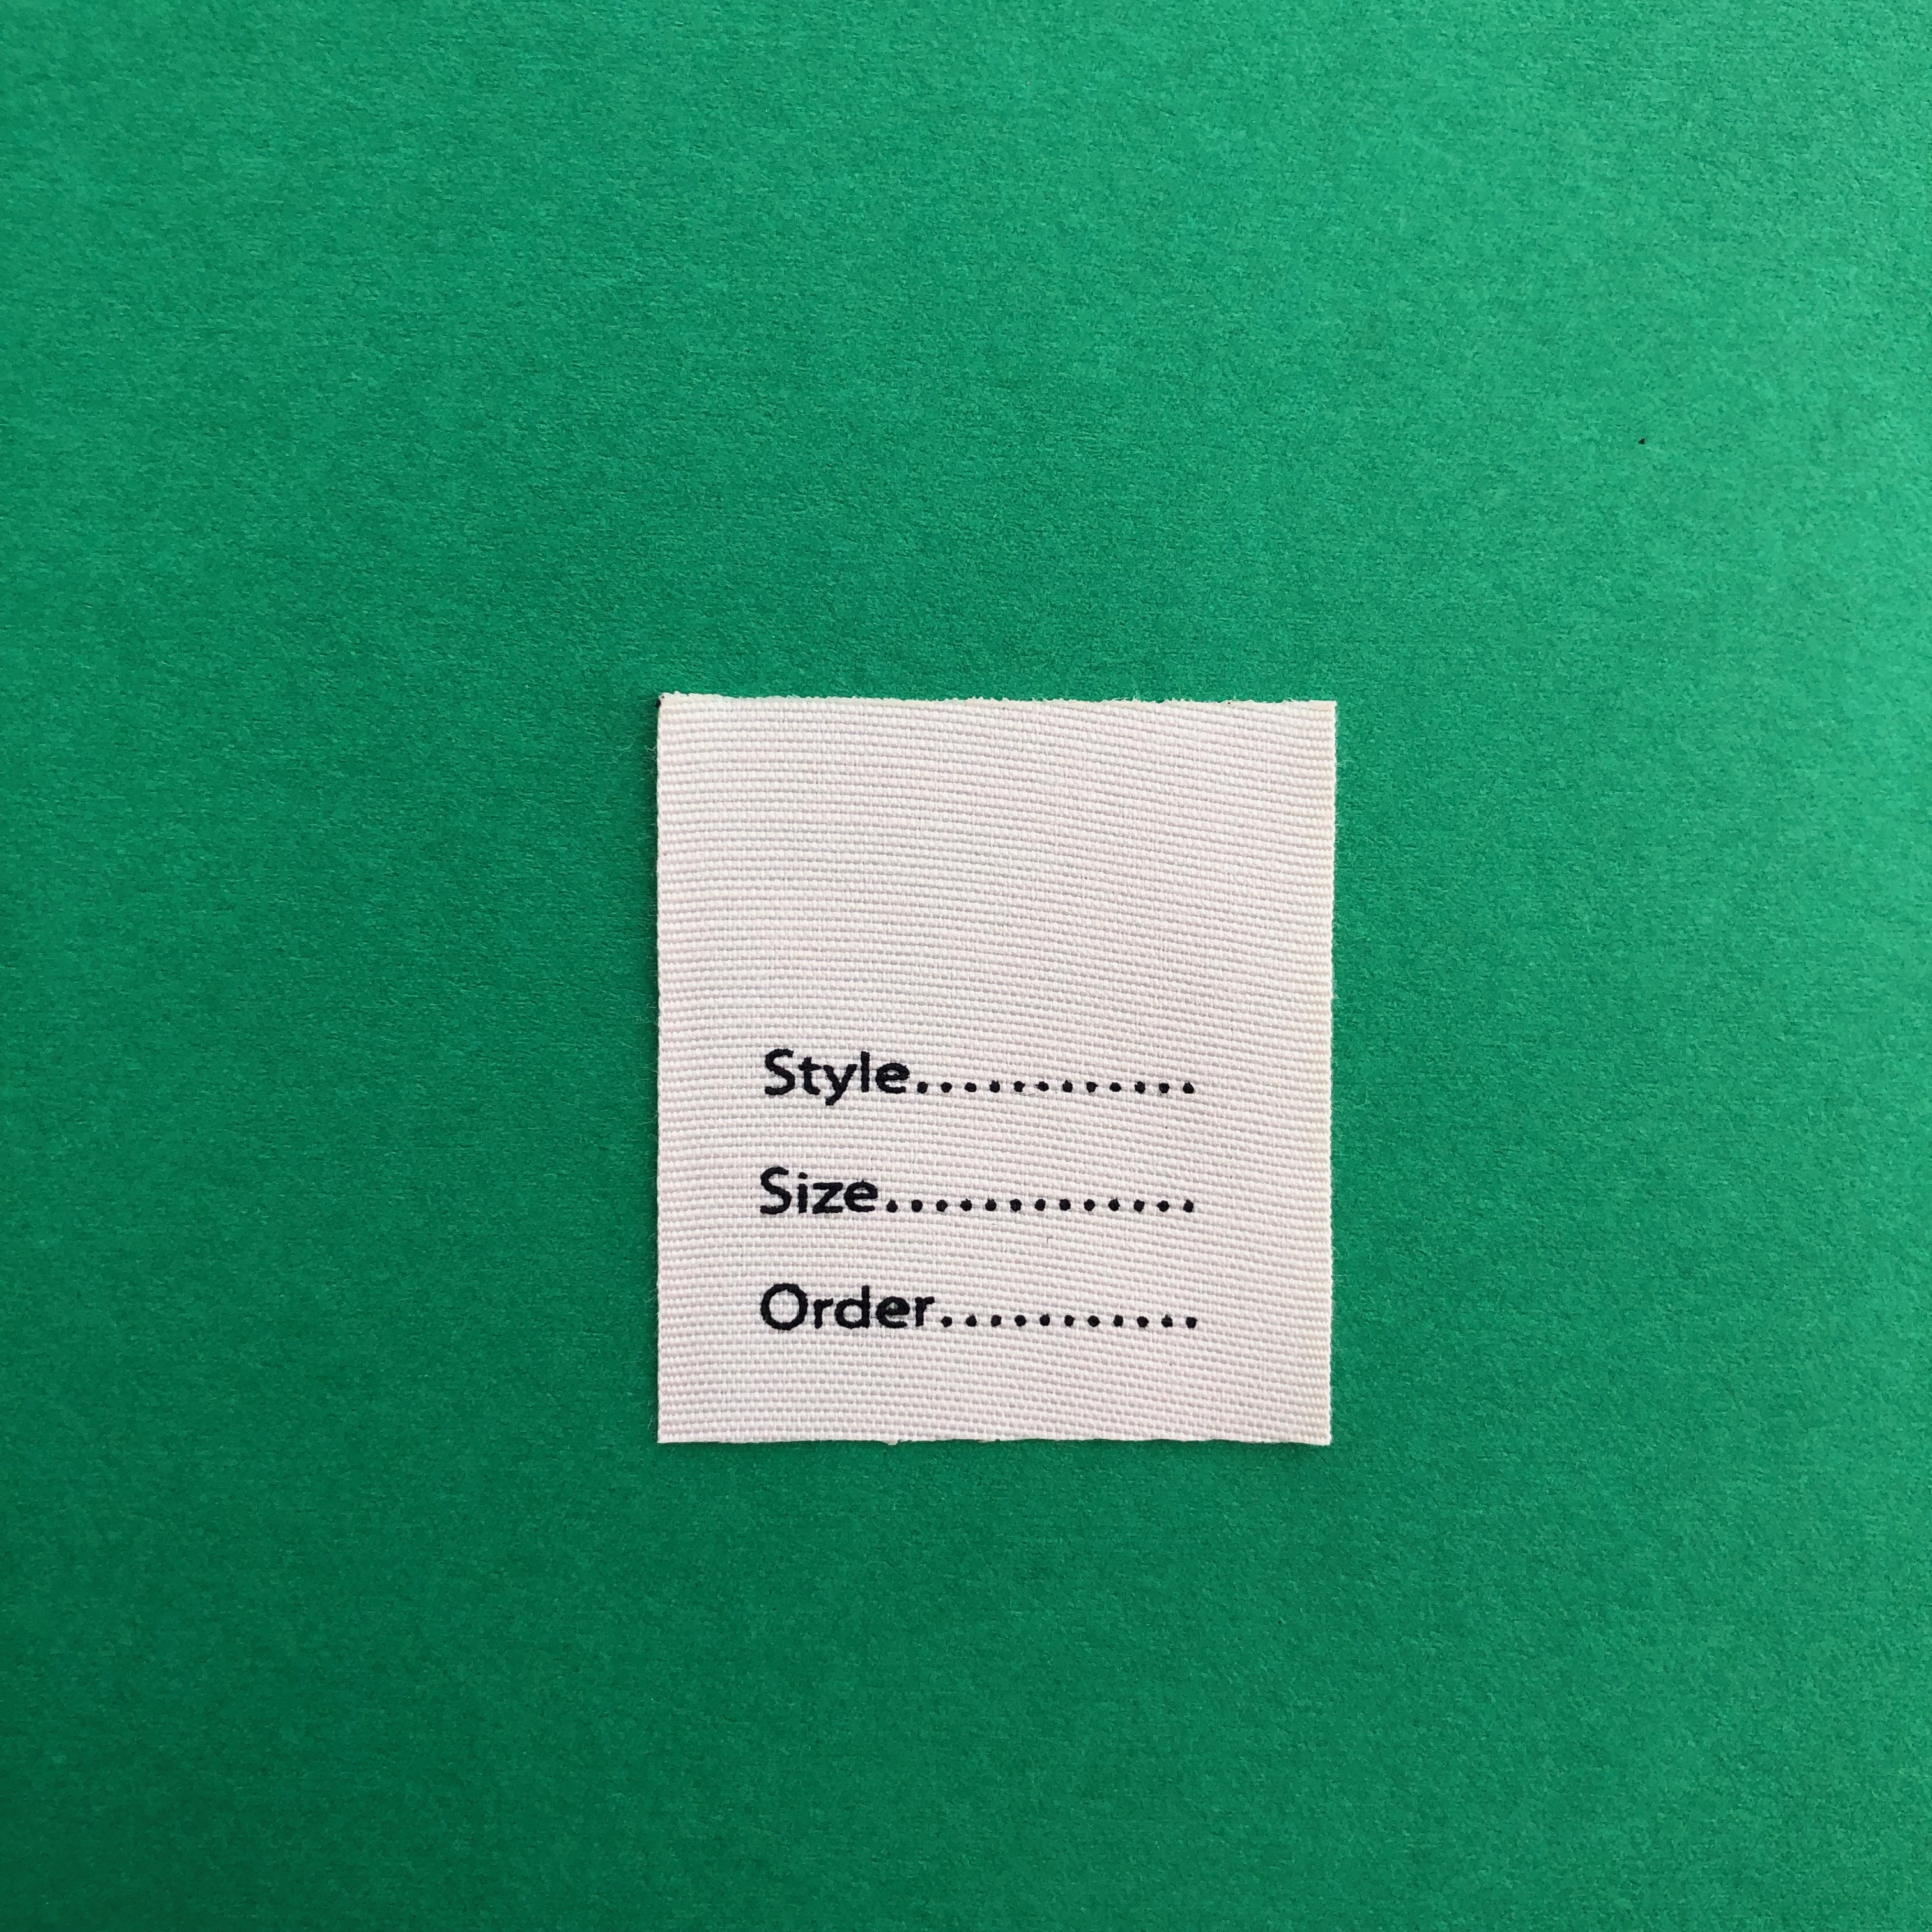 Style............
Size.............
Order...........